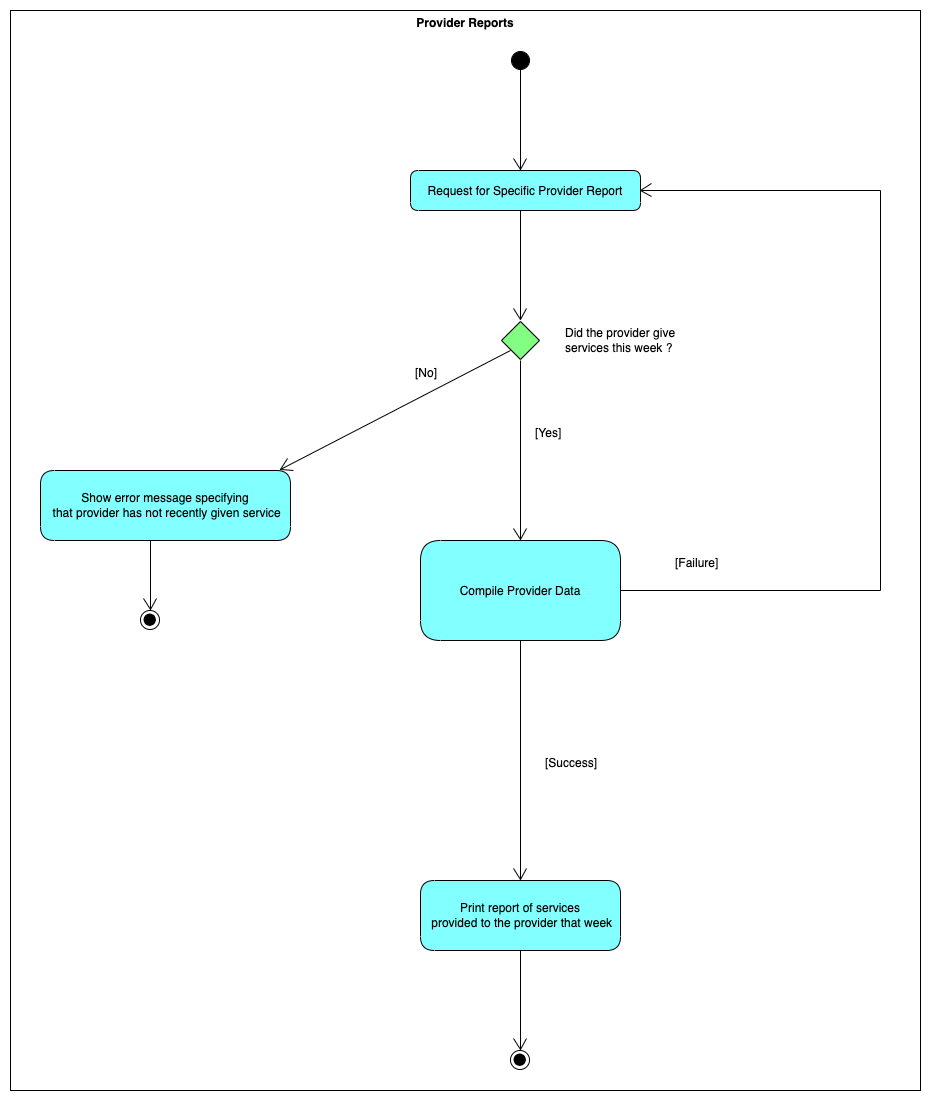 Provider Reports
Request for Specific Provider Report
Did the provider give
services this week ?
[No]
[Yes]
Show error message specifying
that provider has not recently given service
[Failure]
Compile Provider Data
[Success]
Print report of services
provided to the provider that week